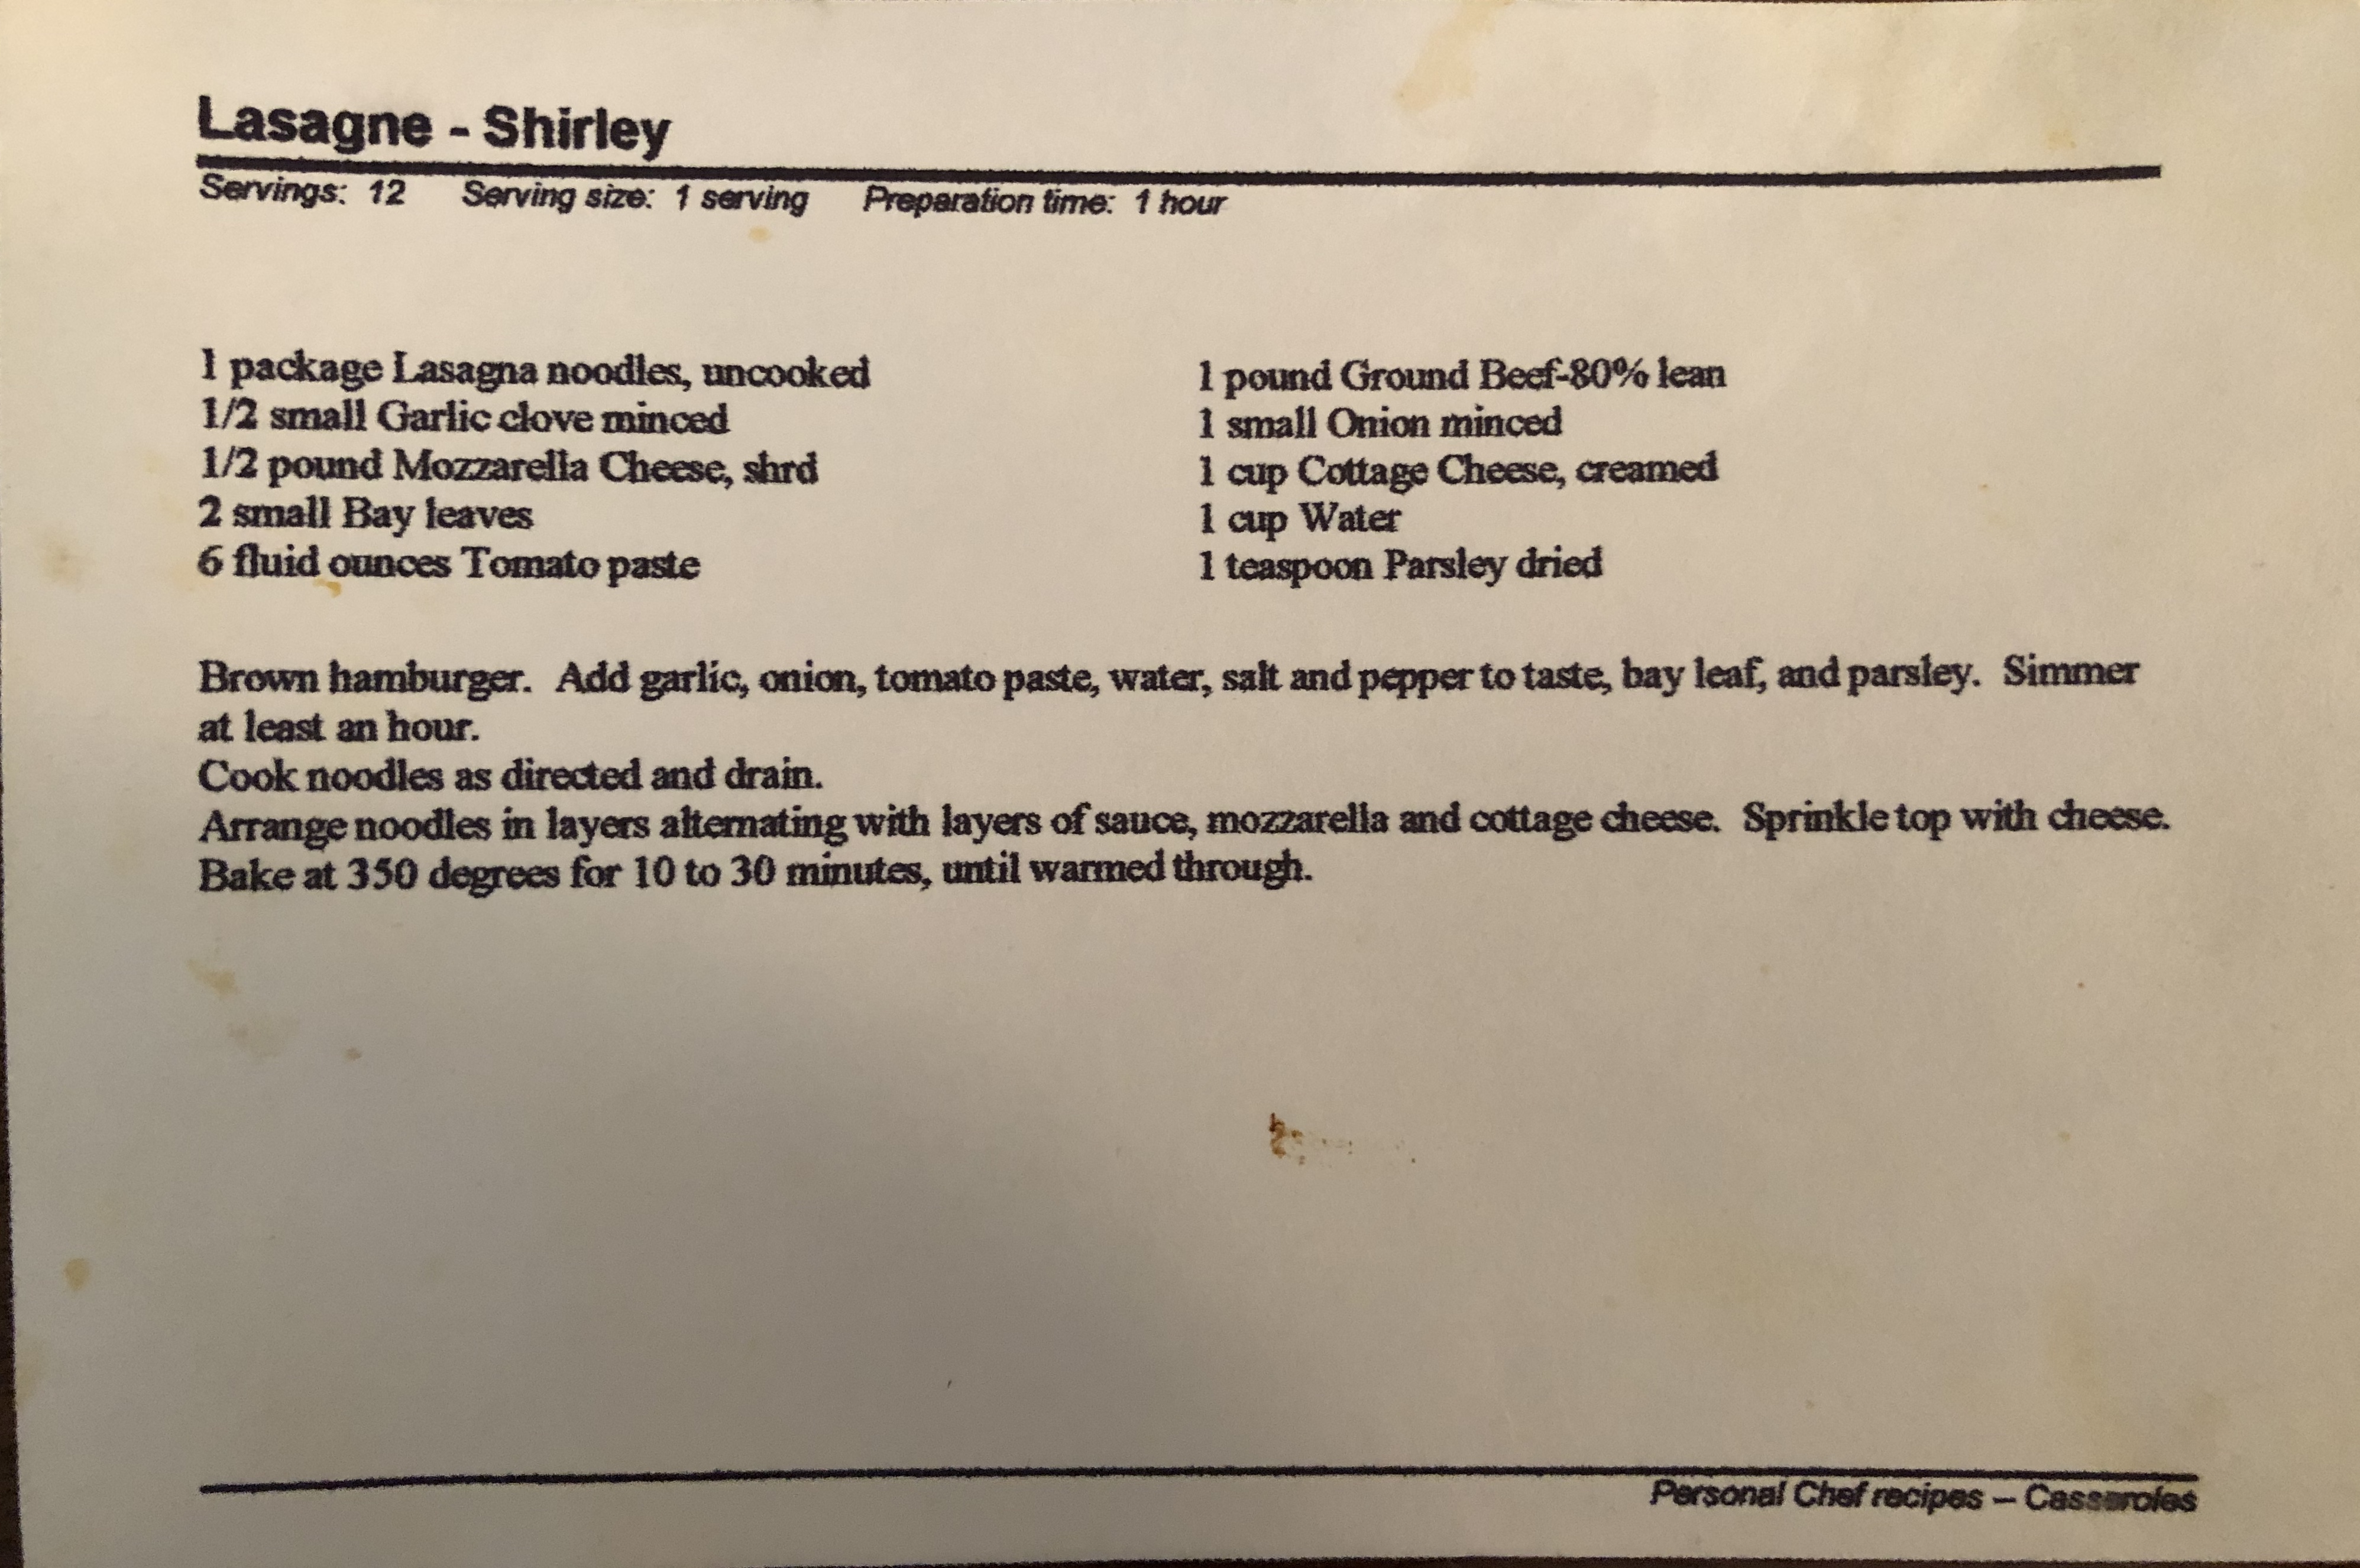 Lasagne - Shirley
Servings: 12 Serving size: 1 serving Preparation time: 1 hour
1 package Lasagna noodles, uncooked
1/2 small Garlic clove minced
1/2 pound Mozzarella Cheese, shrd
2 small Bay leaves
6 fluid ounces Tomato paste
1 pound Ground Beef-80% lean
1 small Onion minced
1 cup Cottage Cheese, creamed
1 cup Water
1 teaspoon Parsley dried
Brown hamburger. Add garlic, onion, tomato paste, water, salt and pepper to taste, bay leaf, and parsley. Simmer
at least an hour.
Cook noodles as directed and drain.
Arrange noodles in layers alternating with layers of sauce, mozzarella and cottage cheese. Sprinkle top with cheese.
Bake at 350 degrees for 10 to 30 minutes, until warmed through.
Personal Chef recipes – Casseroles